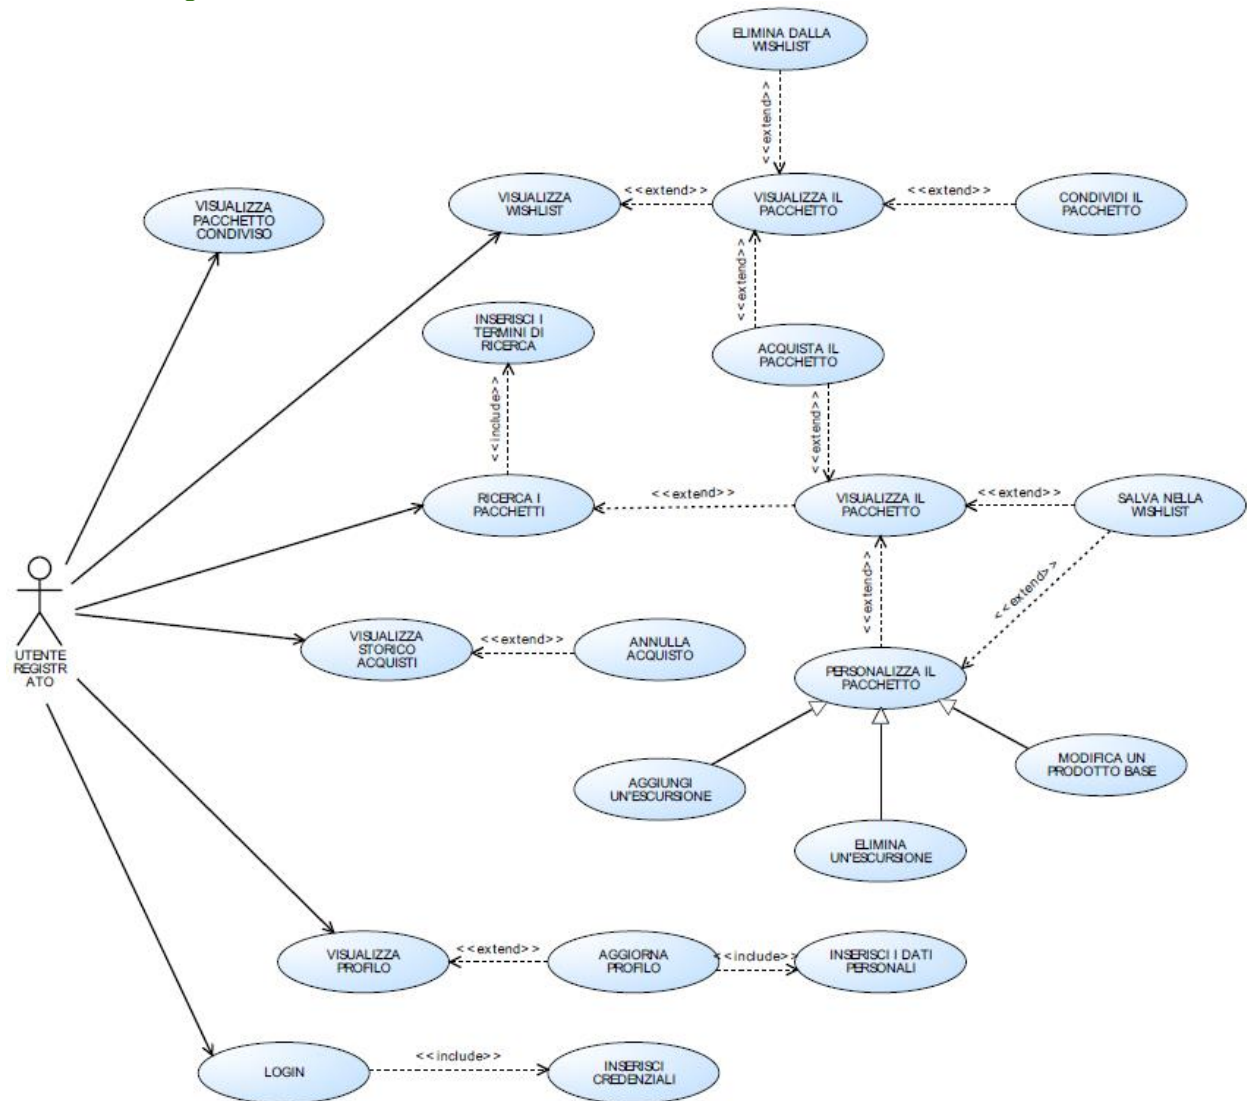 ELIMINA DALLA
WISHLIST
<<extend>>
VISUALIZZA
PACCHETTO
CONDIVISO
VISUALIZZA
WISHLIST
<<extend>>
VISUALIZZA IL
PACCHETTO
<<extend>>
CONDIVIDI IL
PACCHETTO
<<extend>>
INSERISCI I
TERMINI DI
RICERCA
ACQUISTA IL
PACCHETTO
<<include>>
<<extend>>
RICERCA I
PACCHETTI
<<extend>>
VISUALIZZA IL
PACCHETTO
<<extend>>
SALVA NELLA
WISHLIST
<<extend>>
<<extend>>
UTENTE
REGISTR
ATO
VISUALIZZA
STORICO
ACQUISTI
<<extend>>
ANNULLA
ACQUISTO
PERSONALIZZA IL
PACCHETTO
AGGIUNGI
UN'ESCURSIONE
MODIFICA UN
PRODOTTO BASE
ELIMINA
UN'ESCURSIONE
VISUALIZZA
PROFILO
<<extend>>
AGGIORNA
PROFILO
<<include>>
INSERISCI I DATI
PERSONALI
LOGIN
<<include>>
INSERISCI
CREDENZIALI